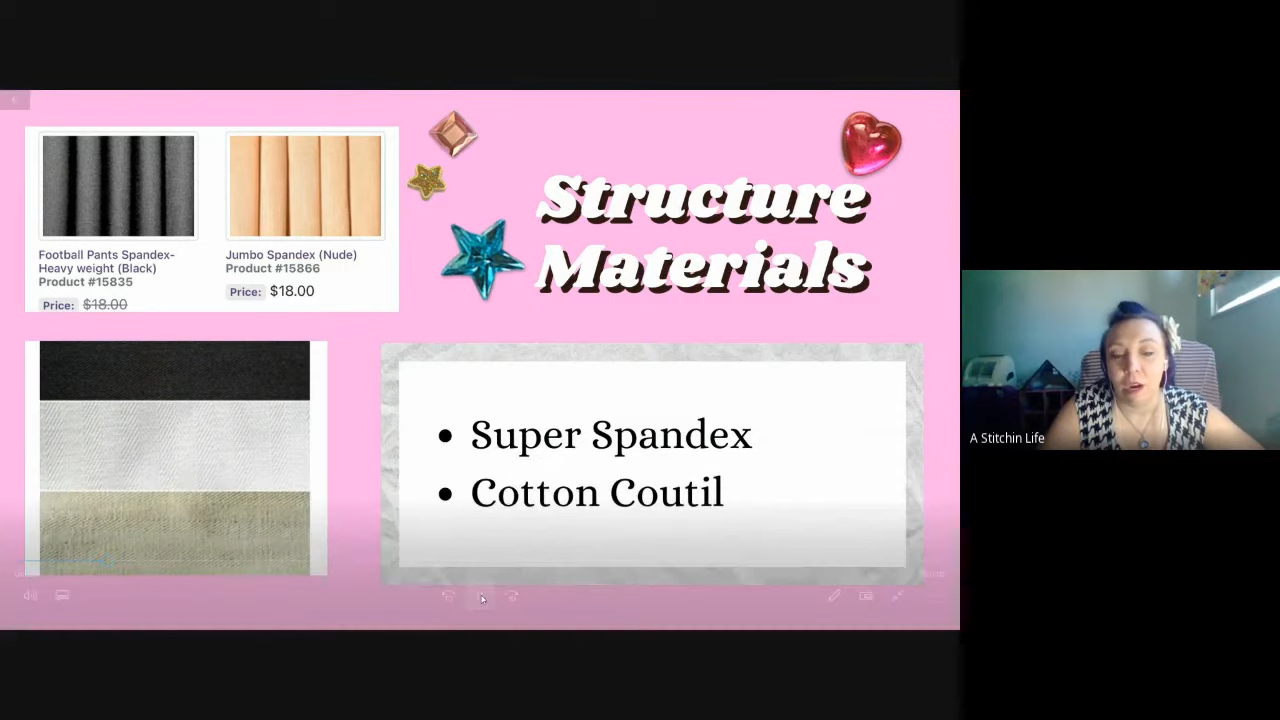 Football Pants Spandex-
Heavy weight (Black)
Product #15835
Price: $18.00
Jumbo Spandex (Nude)
Product #15866
Price: $18.00
Structure
Materials
• Super Spandex
• Cotton Coutil
A Stitchin Life